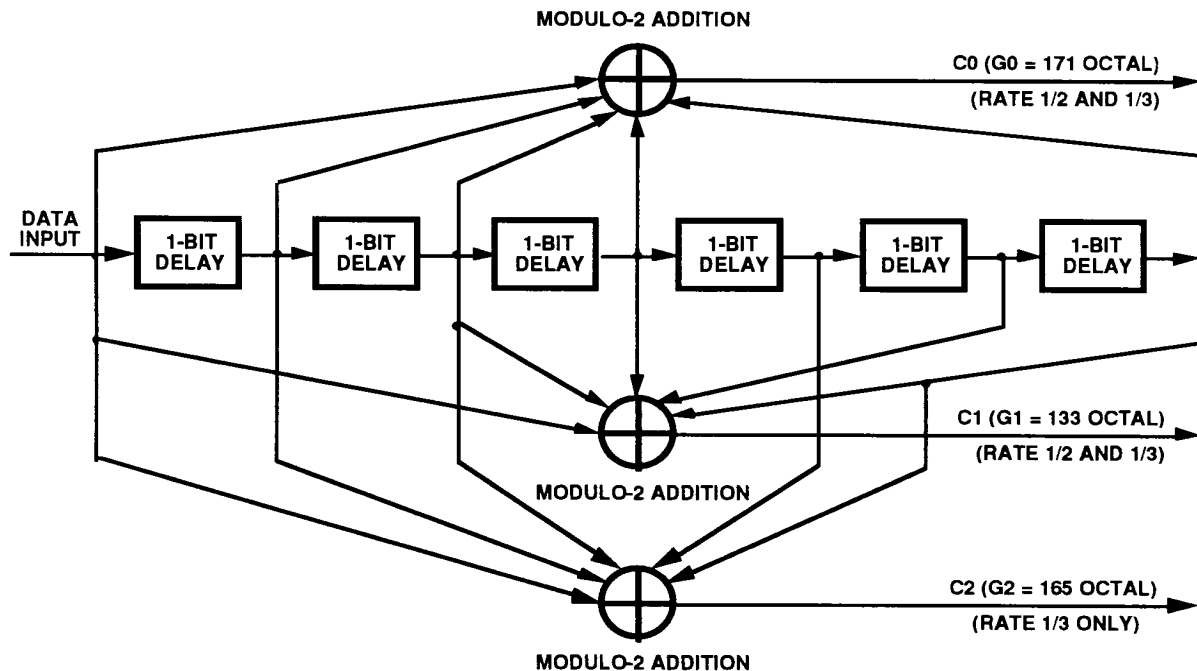 MODULO-2 ADDITION
C0 (G0 = 171 OCTAL)
(RATE 1/2 AND 1/3)
DATA
INPUT
1-BIT
DELAY
1-BIT
DELAY
1-BIT
DELAY
1-BIT
DELAY
1-BIT
DELAY
1-BIT
DELAY
C1 (G1 = 133 OCTAL)
(RATE 1/2 AND 1/3)
MODULO-2 ADDITION
C2 (G2 = 165 OCTAL)
(RATE 1/3 ONLY)
MODULO-2 ADDITION